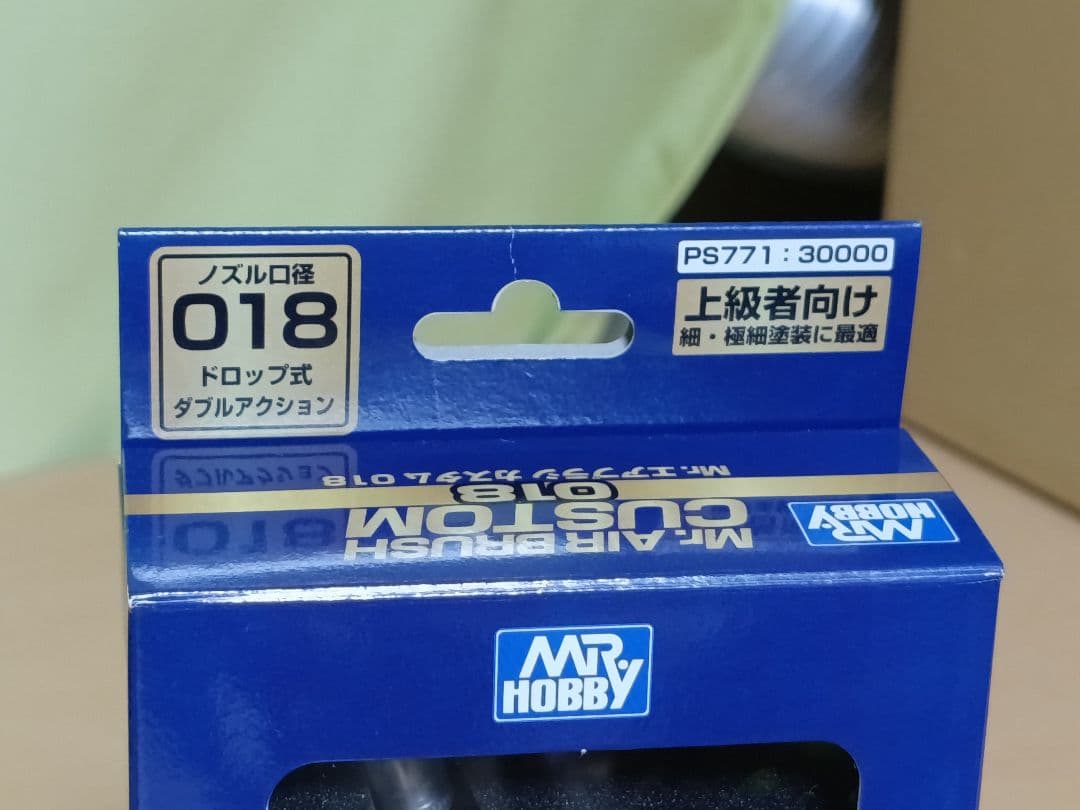 ノズル口径
018
ドロップ式
ダブルアクション
PS771:30000
上級者向け
細・極細塗装に最適
Mr.エアブラシ カスタム 018
018
CUSTOM
Mr. AIR BRUSH
MR. HOBBY
MR. HOBBY